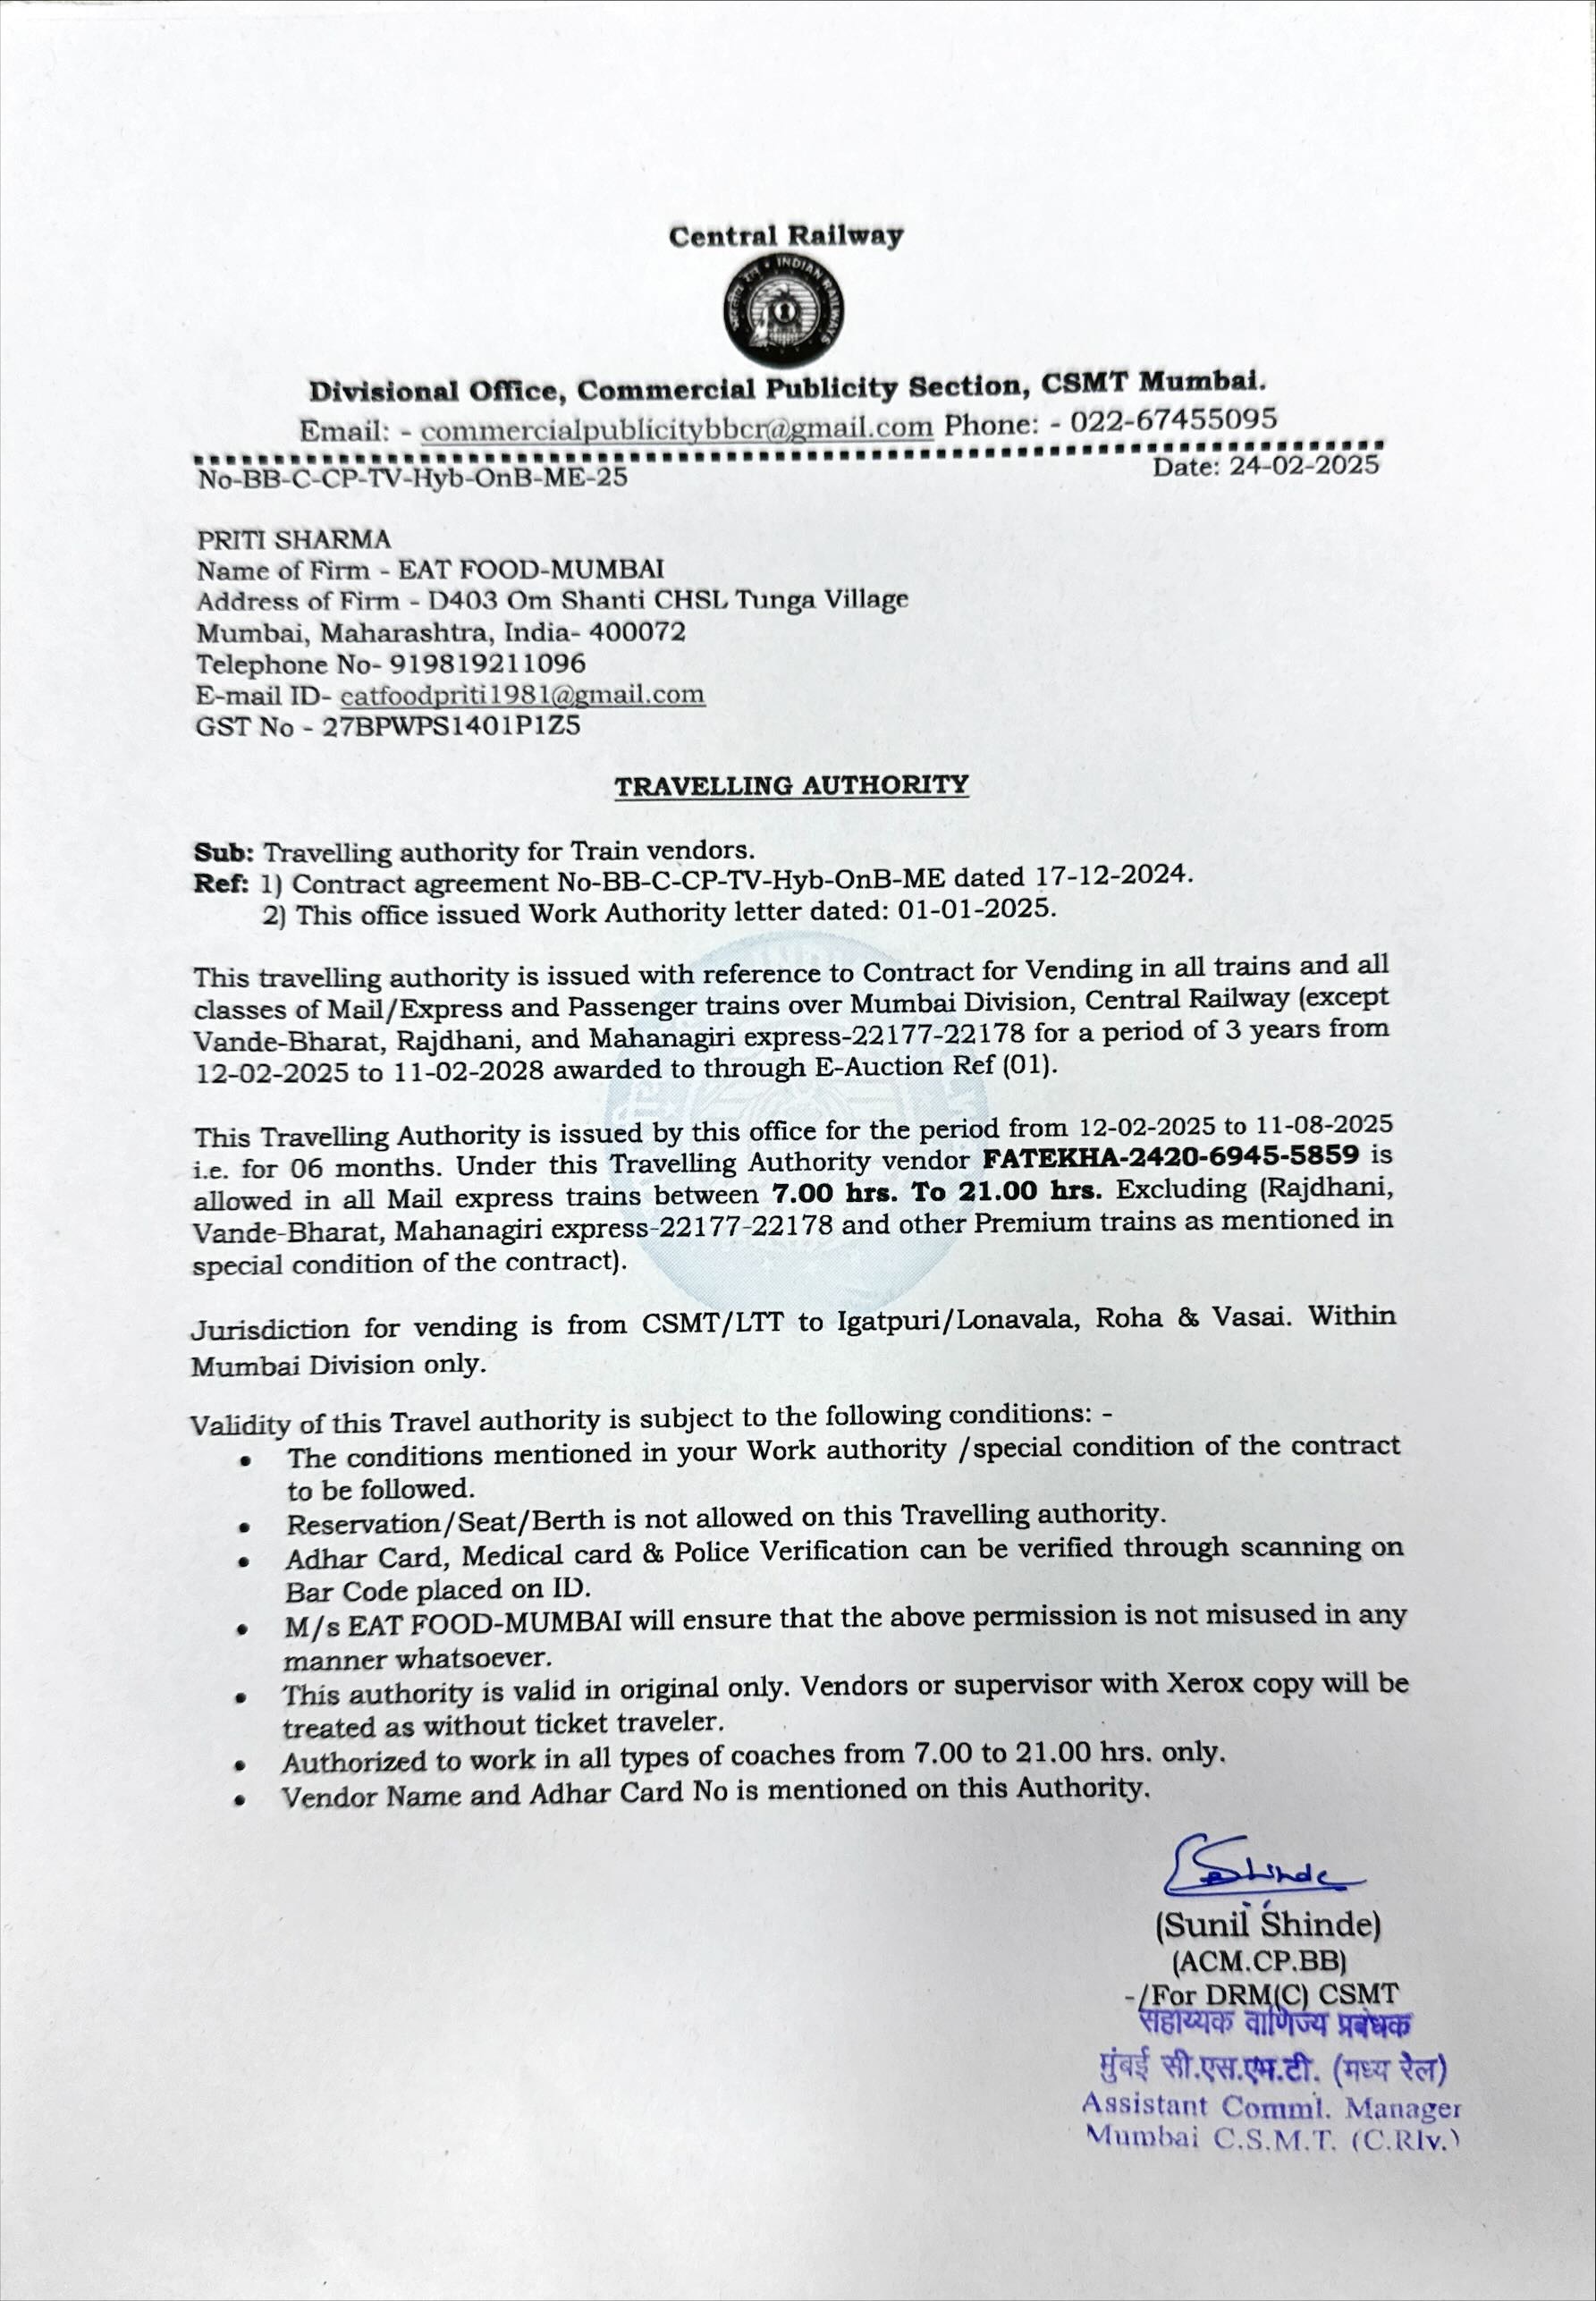 Central Railway
INDIAN RAILWAYS
Divisional Office, Commercial Publicity Section, CSMT Mumbai.
Email: - commercialpublicitybbcr@gmail.com Phone: - 022-67455095
No-BB-C-CP-TV-Hyb-OnB-ME-25 Date: 24-02-2025
PRITI SHARMA
Name of Firm - EAT FOOD-MUMBAI
Address of Firm - D403 Om Shanti CHSL Tunga Village
Mumbai, Maharashtra, India- 400072
Telephone No- 919819211096
E-mail ID- eatfoodpriti1981@gmail.com
GST No - 27BPWPS1401P1Z5
TRAVELLING AUTHORITY
Sub: Travelling authority for Train vendors.
Ref: 1) Contract agreement No-BB-C-CP-TV-Hyb-OnB-ME dated 17-12-2024.
2) This office issued Work Authority letter dated: 01-01-2025.
This travelling authority is issued with reference to Contract for Vending in all trains and all
classes of Mail/Express and Passenger trains over Mumbai Division, Central Railway (except
Vande-Bharat, Rajdhani, and Mahanagiri express-22177-22178 for a period of 3 years from
12-02-2025 to 11-02-2028 awarded to through E-Auction Ref (01).
This Travelling Authority is issued by this office for the period from 12-02-2025 to 11-08-2025
i.e. for 06 months. Under this Travelling Authority vendor FATEKHA-2420-6945-5859 is
allowed in all Mail express trains between 7.00 hrs. To 21.00 hrs. Excluding (Rajdhani,
Vande-Bharat, Mahanagiri express-22177-22178 and other Premium trains as mentioned in
special condition of the contract).
Jurisdiction for vending is from CSMT/LTT to Igatpuri/Lonavala, Roha & Vasai. Within
Mumbai Division only.
Validity of this Travel authority is subject to the following conditions: -
• The conditions mentioned in your Work authority /special condition of the contract
to be followed.
• Reservation/Seat/Berth is not allowed on this Travelling authority.
• Adhar Card, Medical card & Police Verification can be verified through scanning on
Bar Code placed on ID.
• M/s EAT FOOD-MUMBAI will ensure that the above permission is not misused in any
manner whatsoever.
• This authority is valid in original only. Vendors or supervisor with Xerox copy will be
treated as without ticket traveler.
• Authorized to work in all types of coaches from 7.00 to 21.00 hrs. only.
• Vendor Name and Adhar Card No is mentioned on this Authority.
Shinde
(Sunil Shinde)
(ACM.CP.BB)
-/For DRM(C) CSMT
सहाय्यक वाणिज्य प्रबंधक
मुंबई सी.एस.एम.टी. (मध्य रेल)
Assistant Comml. Manager
Mumbai C.S.M.T. (C.Rly.)